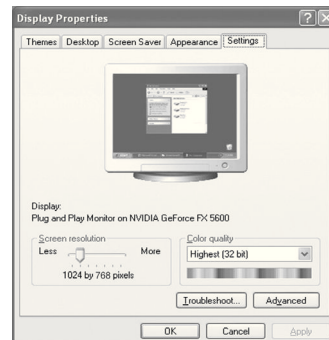 Display Properties
Themes Desktop Screen Saver Appearance Settings
Display:
Plug and Play Monitor on NVIDIA GeForce FX 5600
Screen resolution
Less More
1024 by 768 pixels
Color quality
Highest (32 bit)
Troubleshoot... Advanced
OK Cancel Apply